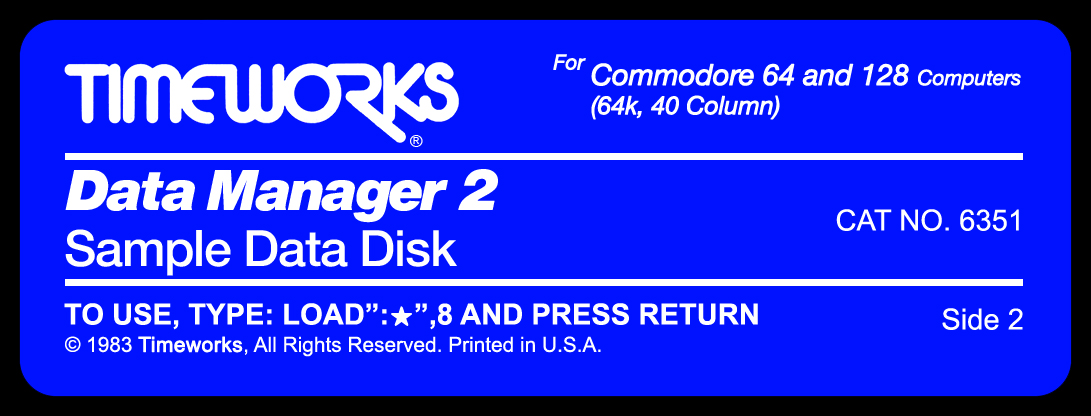 TIMEWORKS®
For Commodore 64 and 128 Computers
(64k, 40 Column)
Data Manager 2
Sample Data Disk
CAT NO. 6351
TO USE, TYPE: LOAD”:★”,8 AND PRESS RETURN
Side 2
© 1983 Timeworks, All Rights Reserved. Printed in U.S.A.